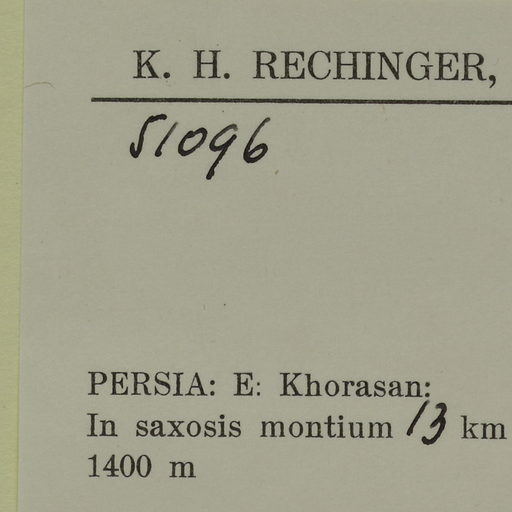 K. H. RECHINGER,
51096
PERSIA: E: Khorasan:
In saxosis montium 13 km
1400 m